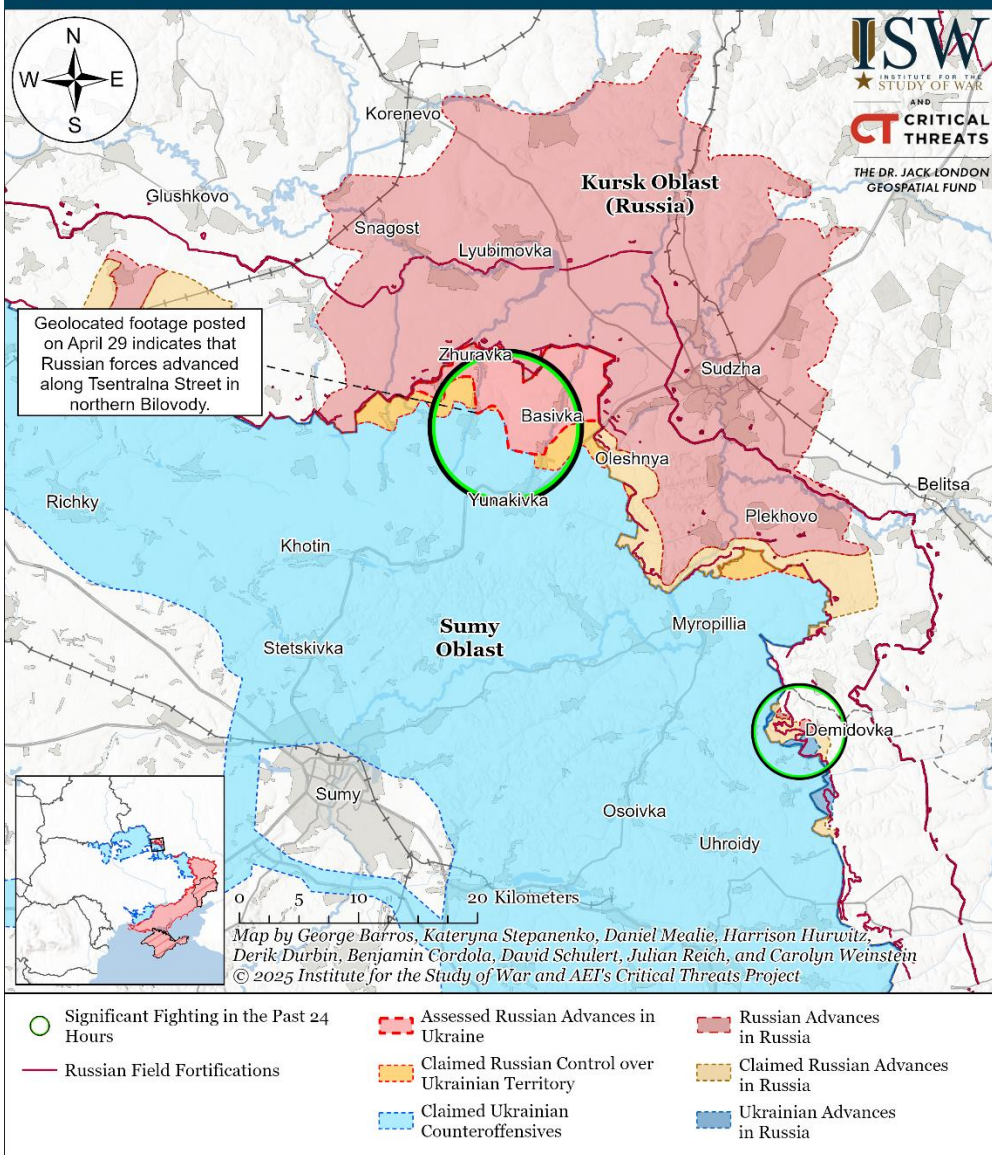 N
W E
S
ISW
INSTITUTE FOR THE
STUDY OF WAR
AND
CT CRITICAL
THREATS
THE DR. JACK LONDON
GEOSPATIAL FUND
Korenevo
Kursk Oblast
(Russia)
Glushkovo
Snagost
Lyubimovka
Geolocated footage posted
on April 29 indicates that
Russian forces advanced
along Tsentralna Street in
northern Bilovody.
Zhuravka
Sudzha
Basivka
Oleshnya
Belitsa
Richky
Yunakivka
Plekhovo
Khotin
Myropillia
Sumy
Oblast
Stetskivka
Demidovka
Sumy
Osoivka
Uhroidy
0 5 10 20 Kilometers
Map by George Barros, Kateryna Stepanenko, Daniel Mealie, Harrison Hurwitz,
Derik Durbin, Benjamin Cordola, David Schulert, Julian Reich, and Carolyn Weinstein
© 2025 Institute for the Study of War and AEI's Critical Threats Project
Significant Fighting in the Past 24
Hours
Russian Field Fortifications
Assessed Russian Advances in
Ukraine
Claimed Russian Control over
Ukrainian Territory
Claimed Ukrainian
Counteroffensives
Russian Advances
in Russia
Claimed Russian Advances
in Russia
Ukrainian Advances
in Russia